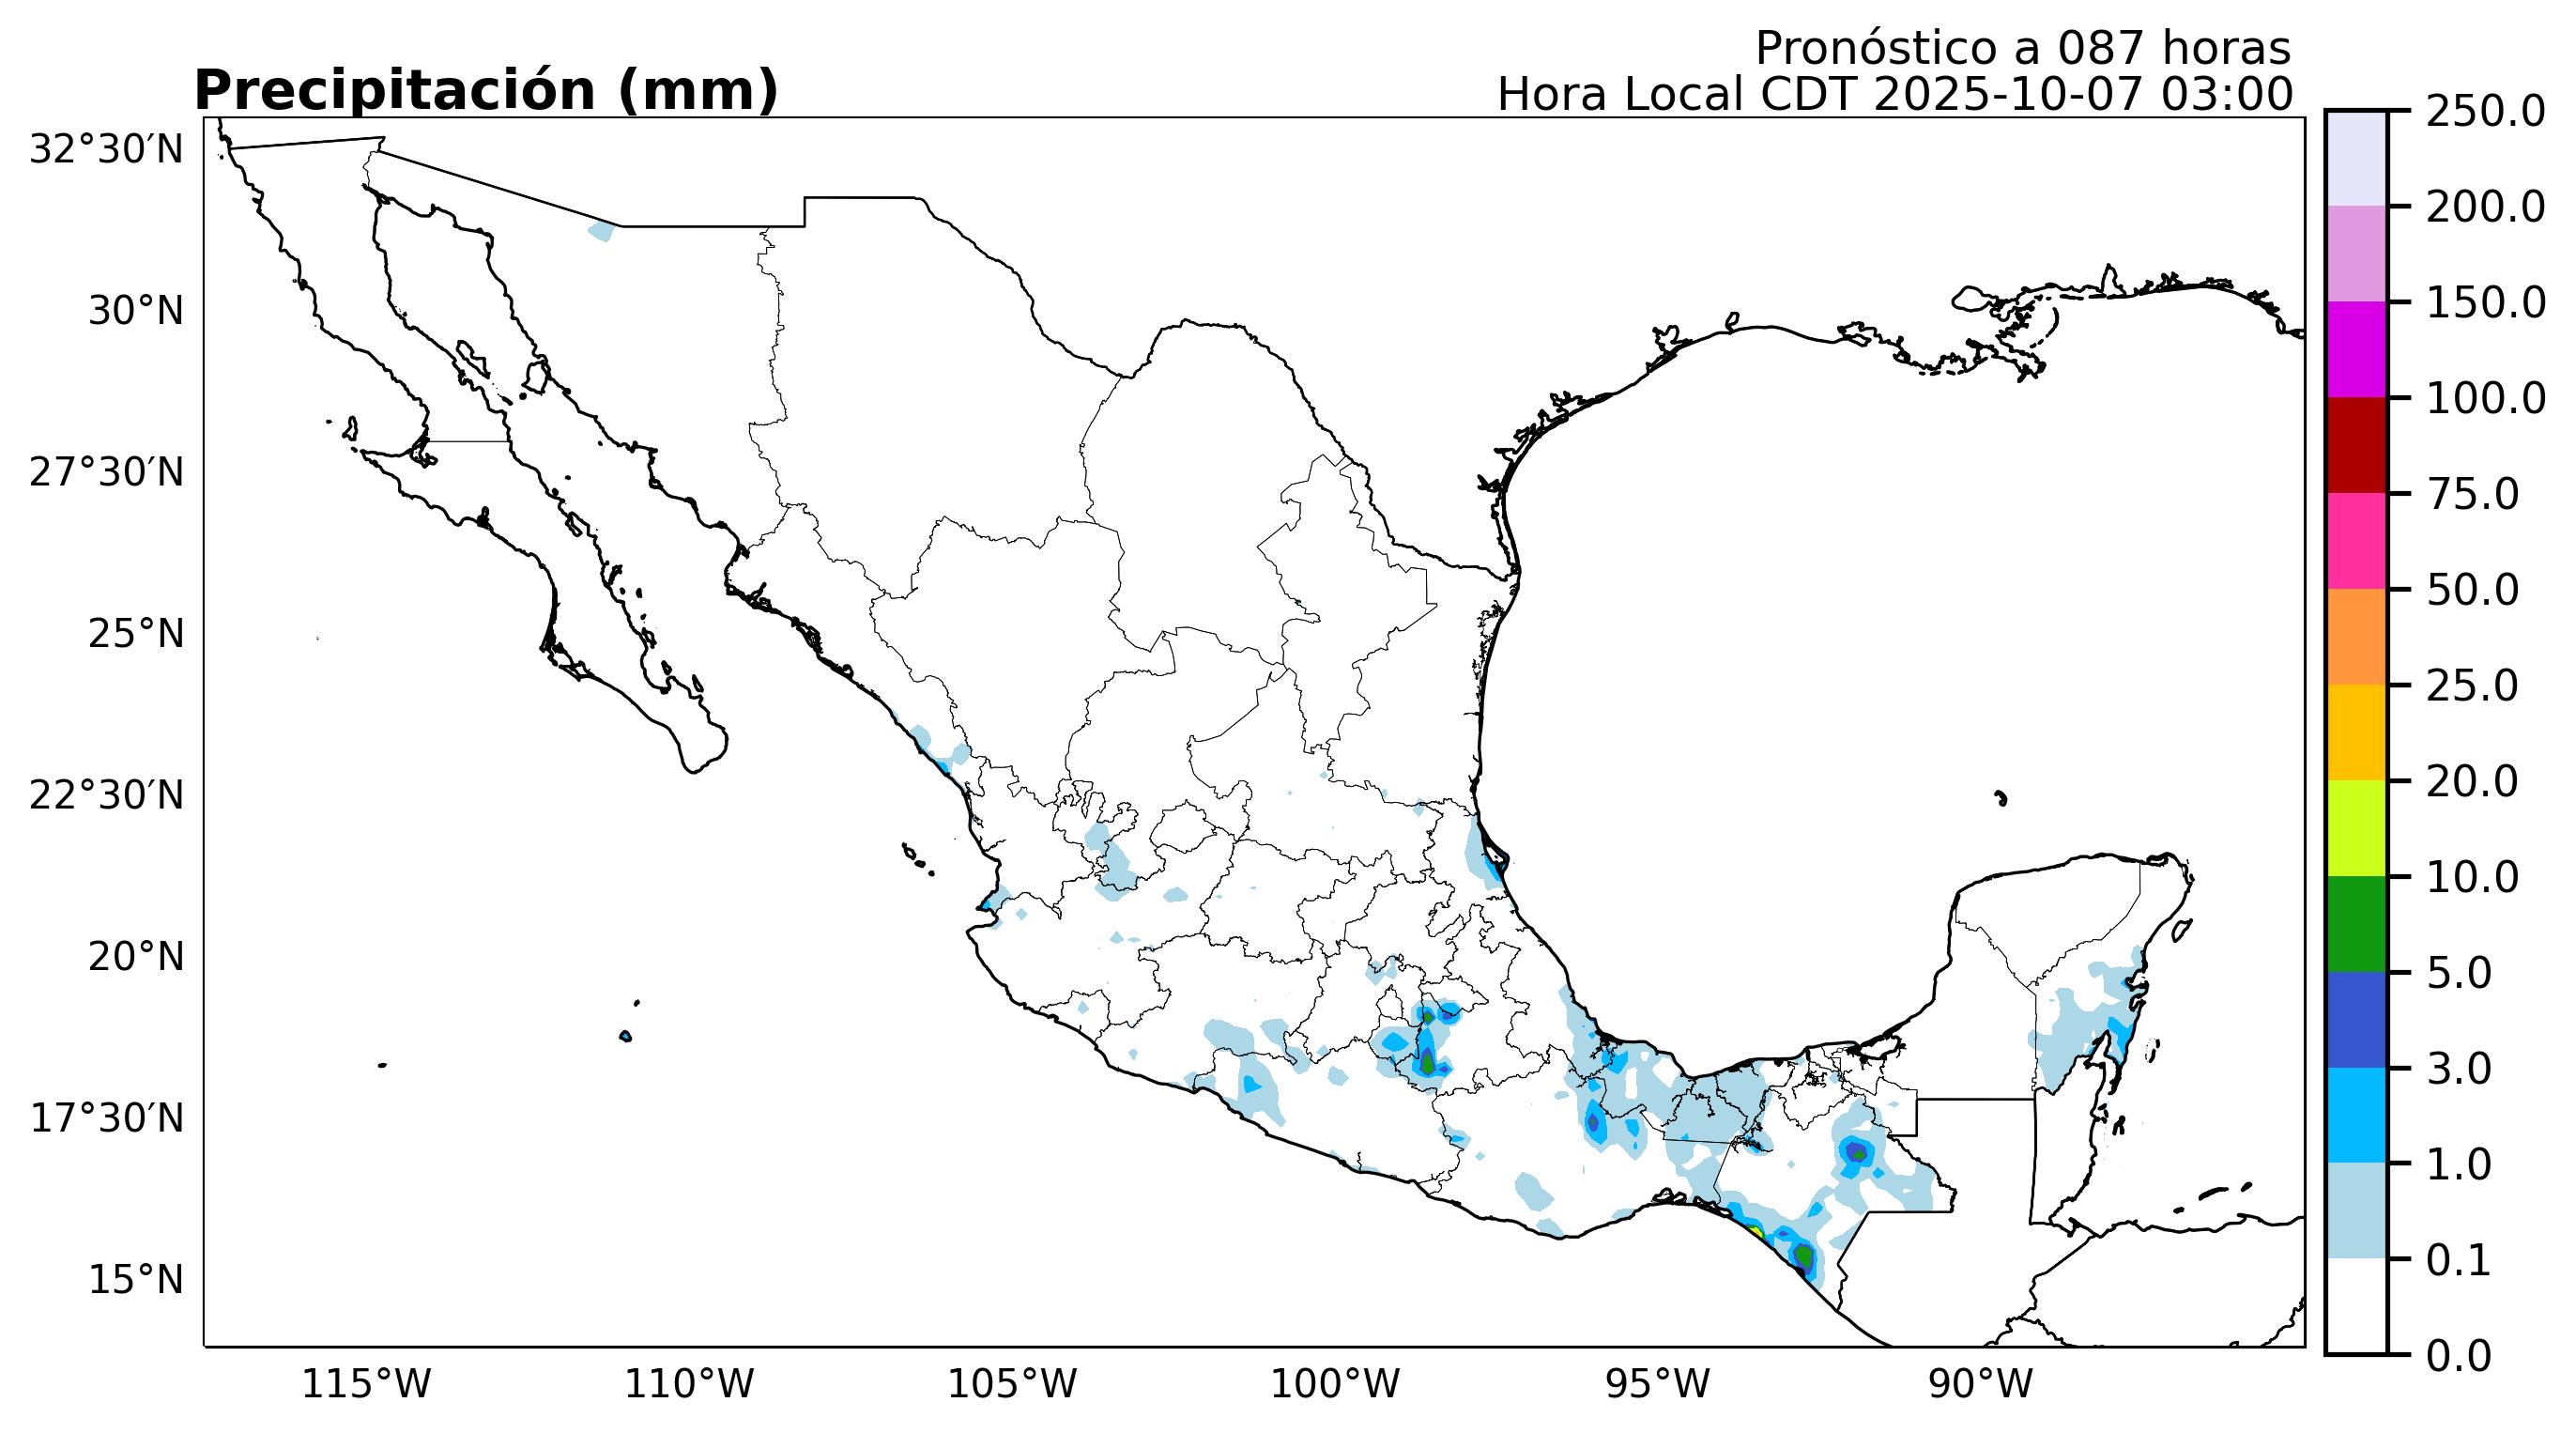 Pronóstico a 087 horas
Precipitación (mm)
Hora Local CDT 2025-10-07 03:00
32°30′N
30°N
27°30′N
25°N
22°30′N
20°N
17°30′N
15°N
115°W
110°W
105°W
100°W
95°W
90°W
250.0
200.0
150.0
100.0
75.0
50.0
25.0
20.0
10.0
5.0
3.0
1.0
0.1
0.0